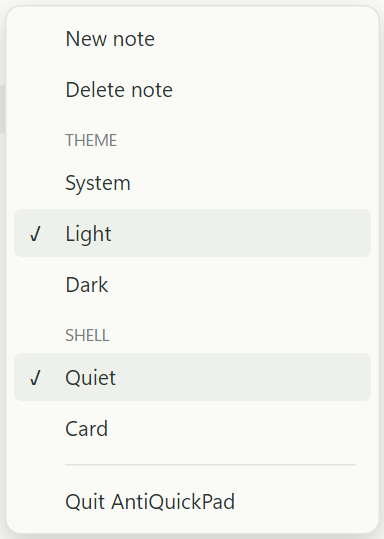 New note
Delete note
THEME
System
✓ Light
Dark
SHELL
✓ Quiet
Card
Quit AntiQuickPad